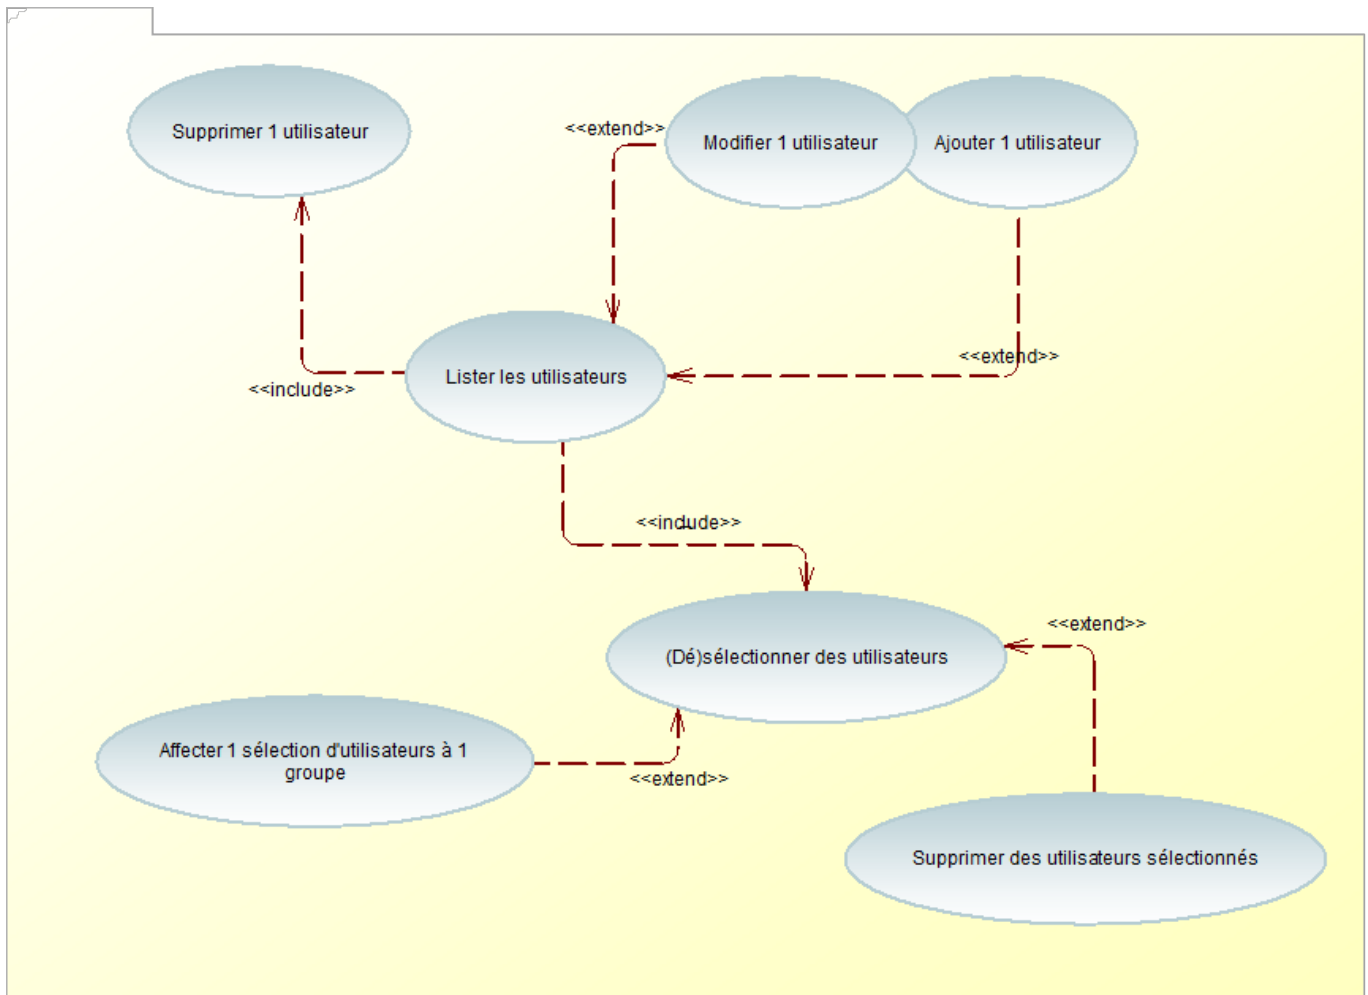 Supprimer 1 utilisateur
<<extend>>
Modifier 1 utilisateur
Ajouter 1 utilisateur
<<extend>>
Lister les utilisateurs
<<include>>
<<include>>
<<extend>>
(Dé)sélectionner des utilisateurs
Affecter 1 sélection d'utilisateurs à 1
groupe
<<extend>>
Supprimer des utilisateurs sélectionnés